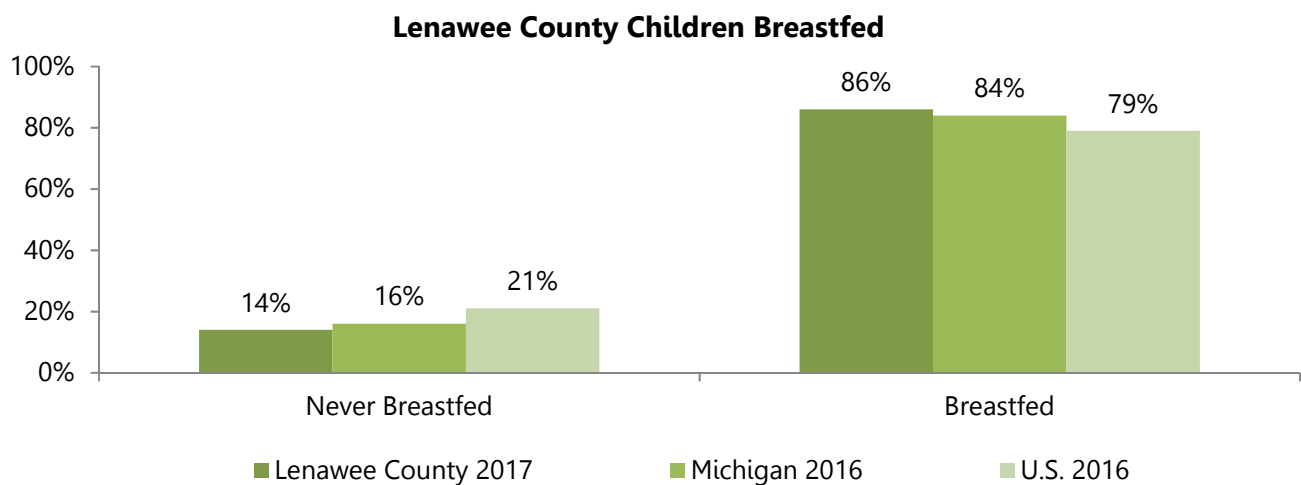 Lenawee County Children Breastfed
100%
80%
60%
40%
20%
0%
14%
16%
21%
86%
84%
79%
Never Breastfed
Breastfed
Lenawee County 2017
Michigan 2016
U.S. 2016